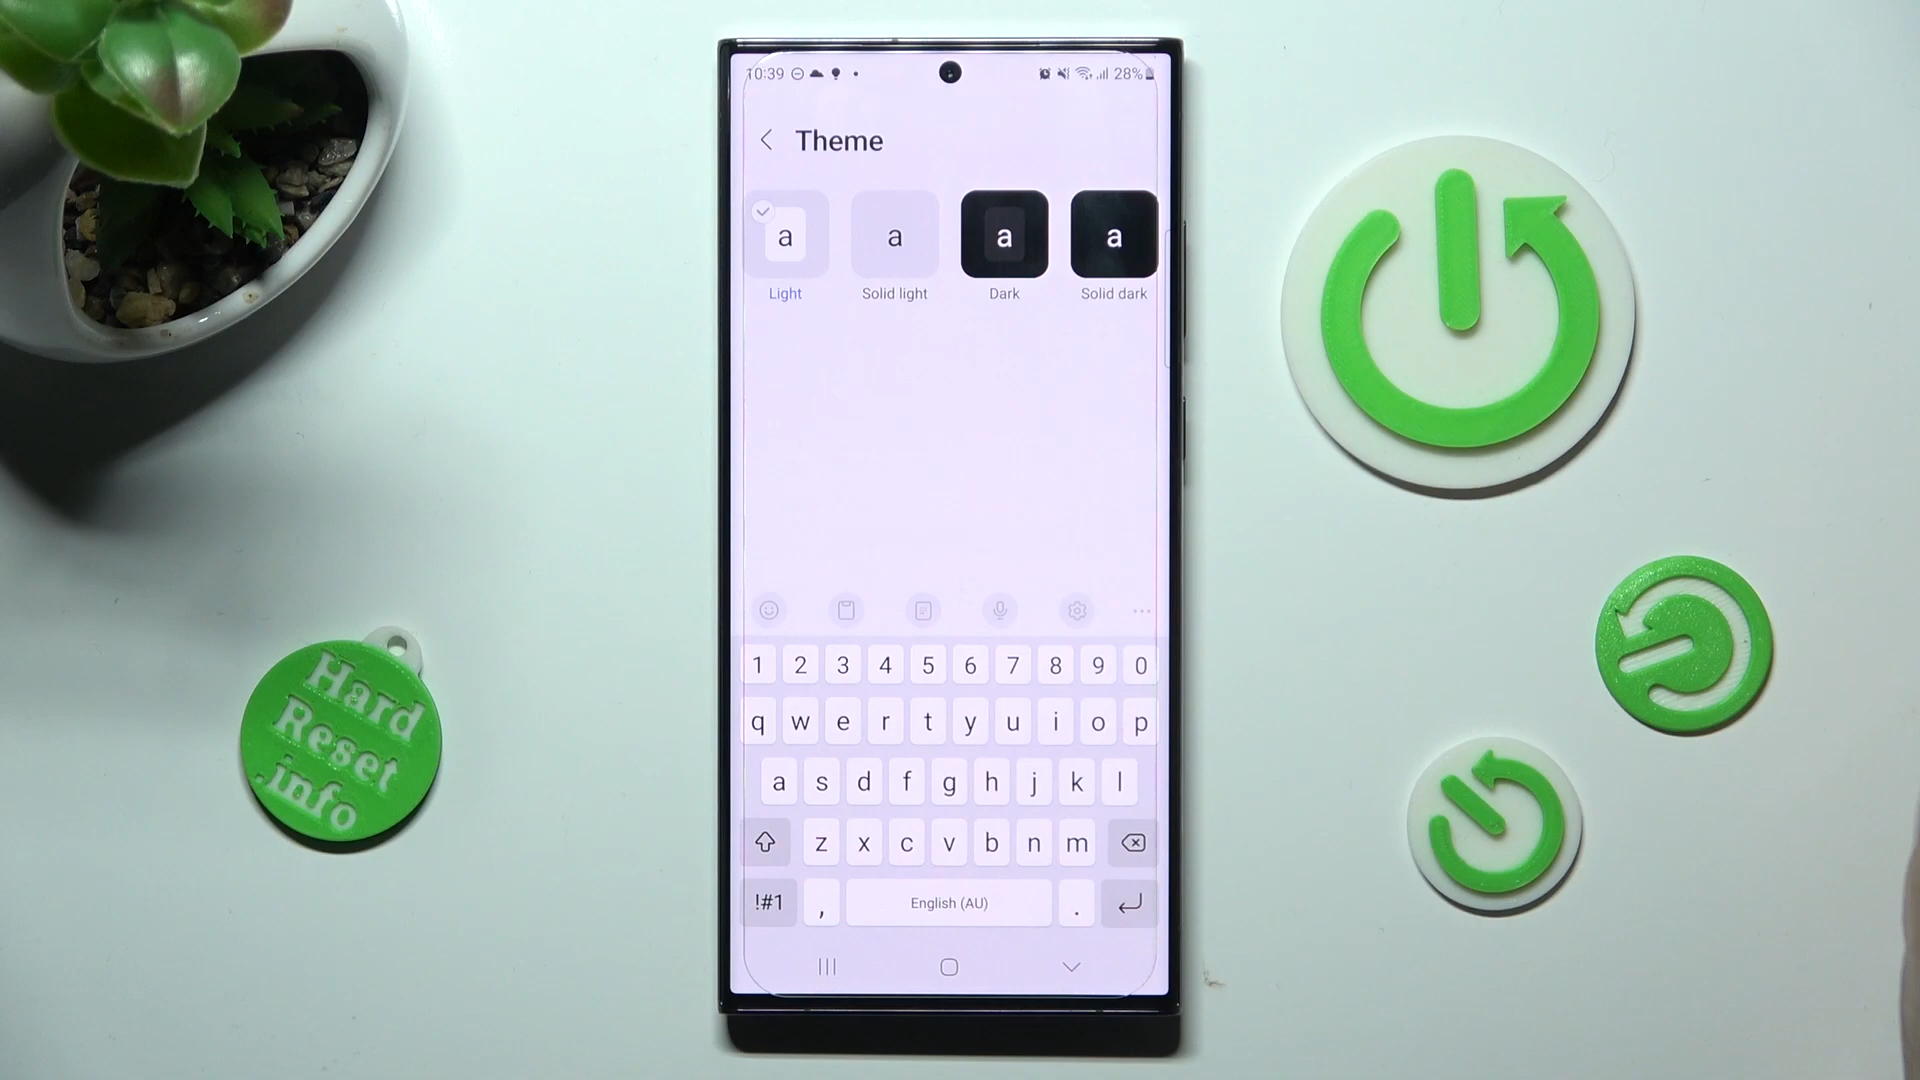 10:39 28%
Theme
a a a a
Light Solid light Dark Solid dark
1 2 3 4 5 6 7 8 9 0
q w e r t y u i o p
a s d f g h j k l
z x c v b n m
!#1 , English (AU) .
Hard
Reset
.info